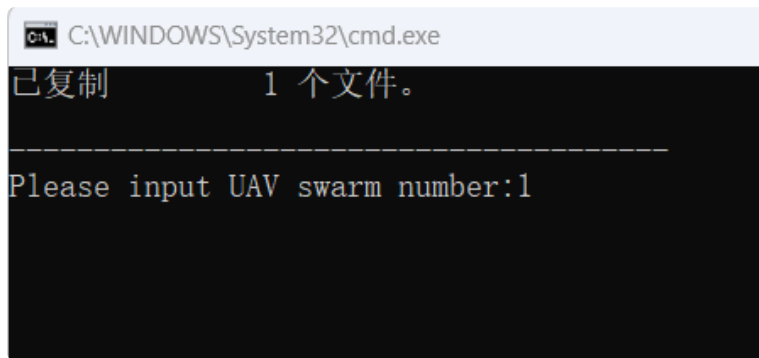 C:\WINDOWS\System32\cmd.exe
已复制         1 个文件。
---------------------------------------
Please input UAV swarm number:1